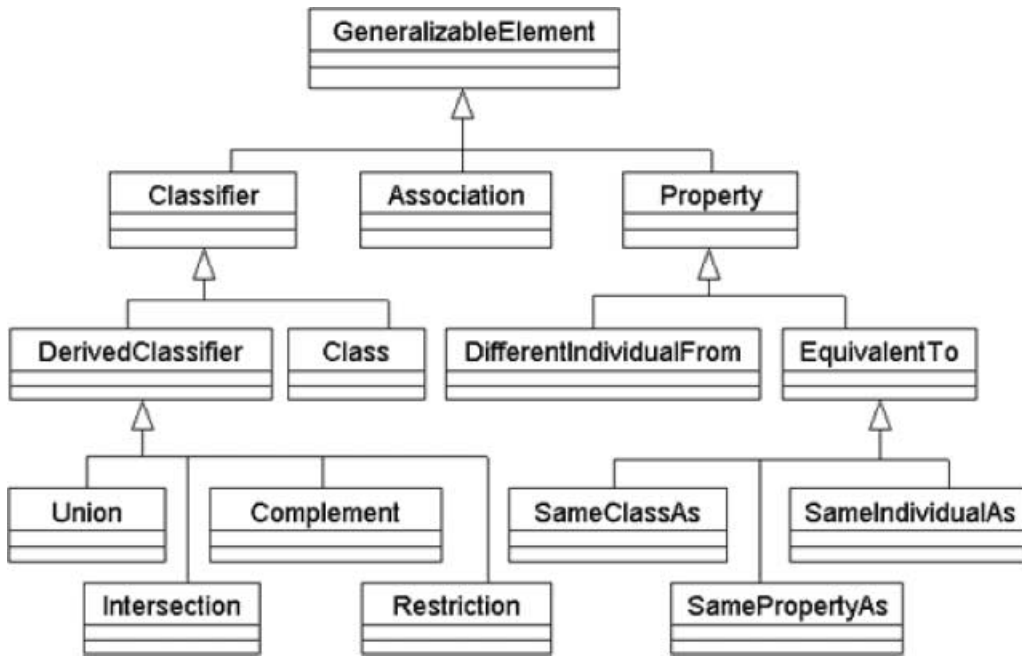 GeneralizableElement
Classifier
Association
Property
DerivedClassifier
Class
DifferentIndividualFrom
EquivalentTo
Union
Complement
SameClassAs
SameIndividualAs
Intersection
Restriction
SamePropertyAs